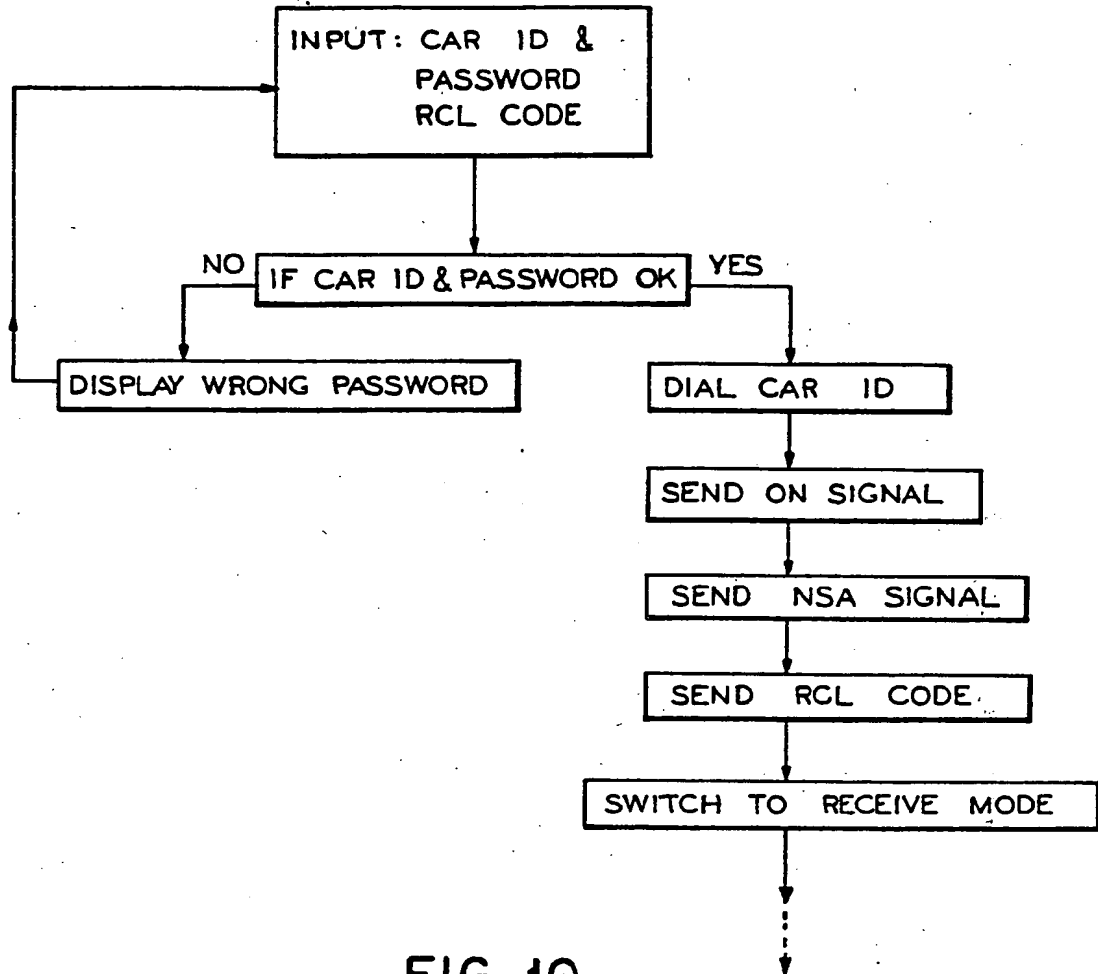 INPUT: CAR ID &
PASSWORD
RCL CODE
NO
IF CAR ID & PASSWORD OK
YES
DISPLAY WRONG PASSWORD
DIAL CAR ID
SEND ON SIGNAL
SEND NSA SIGNAL
SEND RCL CODE
SWITCH TO RECEIVE MODE
FIG. 10